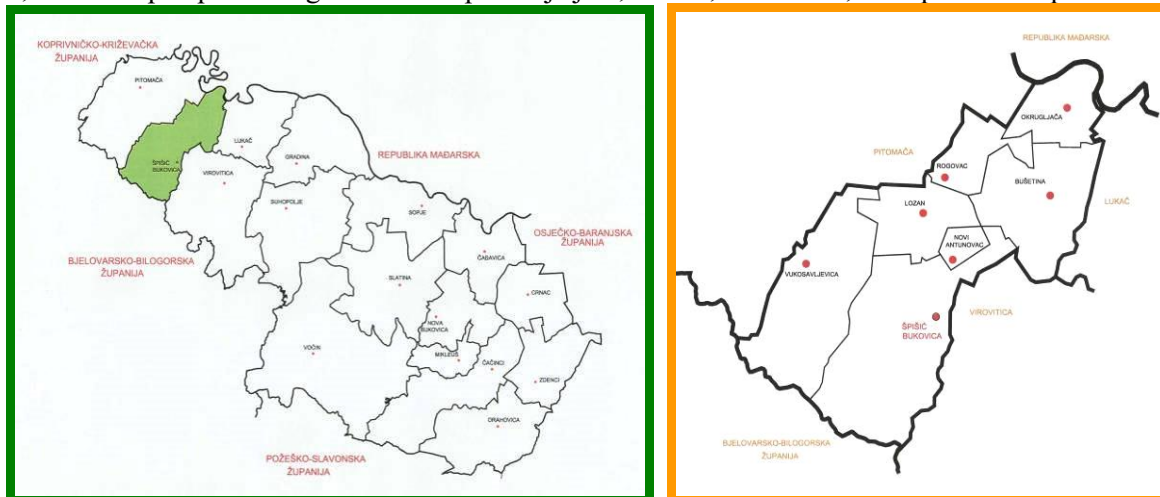 KOPRIVNIČKO-KRIŽEVAČKA
ŽUPANIJA
PITOMAČA
ŠPIŠIĆ
BUKOVICA
LUKAČ
VIROVITICA
GRADINA
REPUBLIKA MAĐARSKA
SUHOPOLJE
SOPJE
OSJEČKO-BARANJSKA
ŽUPANIJA
BJELOVARSKO-BILOGORSKA
ŽUPANIJA
SLATINA
ČAĐAVICA
CRNAC
NOVA
BUKOVICA
VOĆIN
MIKLEUŠ
ČAČINCI
ZDENCI
ORAHOVICA
POŽEŠKO-SLAVONSKA
ŽUPANIJA
REPUBLIKA MAĐARSKA
OKRUGLJAČA
PITOMAČA
ROGOVAC
BUŠETINA
LUKAČ
LOZAN
NOVI
ANTUNOVAC
VUKOSAVLJEVICA
VIROVITICA
ŠPIŠIĆ
BUKOVICA
BJELOVARSKO-BILOGORSKA
ŽUPANIJA